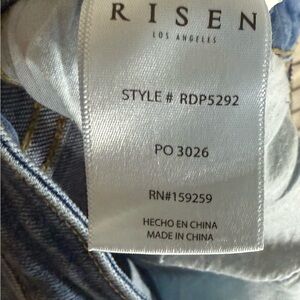 RISEN
LOS ANGELES
STYLE # RDP5292
PO 3026
RN#159259
HECHO EN CHINA
MADE IN CHINA